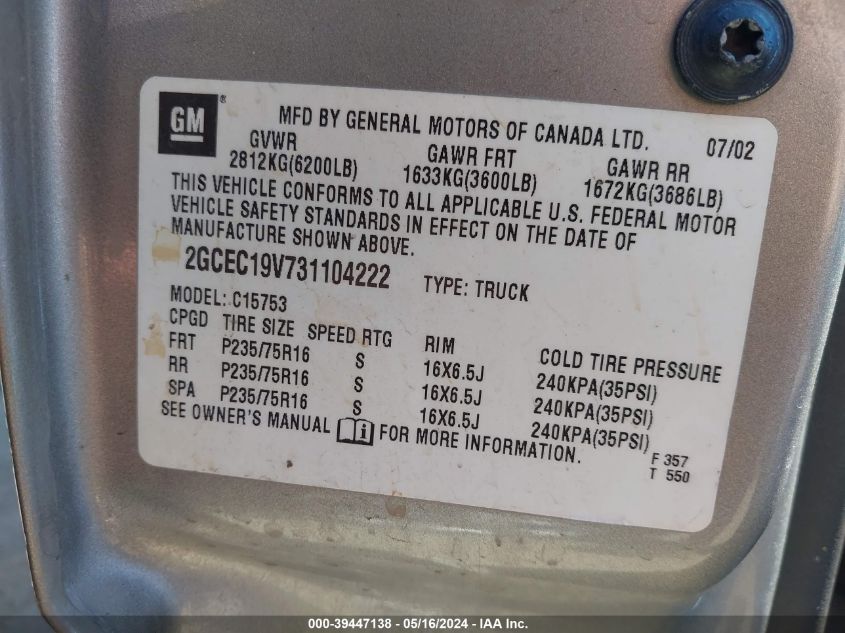 GM® MFD BY GENERAL MOTORS OF CANADA LTD. 07/02
GVWR GAWR FRT GAWR RR
2812KG(6200LB) 1633KG(3600LB) 1672KG(3686LB)
THIS VEHICLE CONFORMS TO ALL APPLICABLE U.S. FEDERAL MOTOR
VEHICLE SAFETY STANDARDS IN EFFECT ON THE DATE OF
MANUFACTURE SHOWN ABOVE.
2GCEC19V731104222 TYPE: TRUCK
MODEL: C15753
CPGD TIRE SIZE SPEED RTG RIM COLD TIRE PRESSURE
FRT P235/75R16 S 16X6.5J 240KPA(35PSI)
RR P235/75R16 S 16X6.5J 240KPA(35PSI)
SPA P235/75R16 S 16X6.5J 240KPA(35PSI)
SEE OWNER'S MANUAL i FOR MORE INFORMATION.
F 357
T 550
000-39447138 - 05/16/2024 - IAA Inc.